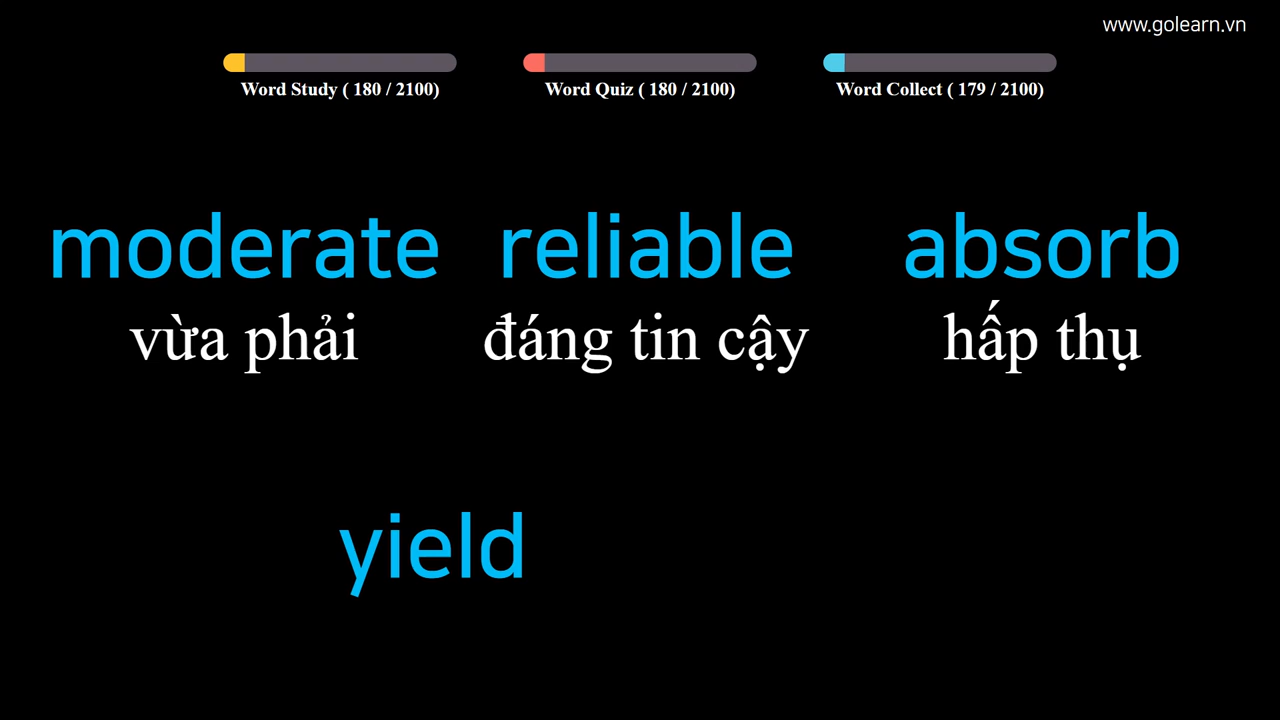 www.golearn.vn
Word Study ( 180 / 2100)
Word Quiz ( 180 / 2100)
Word Collect ( 179 / 2100)
moderate
reliable
absorb
vừa phải
đáng tin cậy
hấp thụ
yield